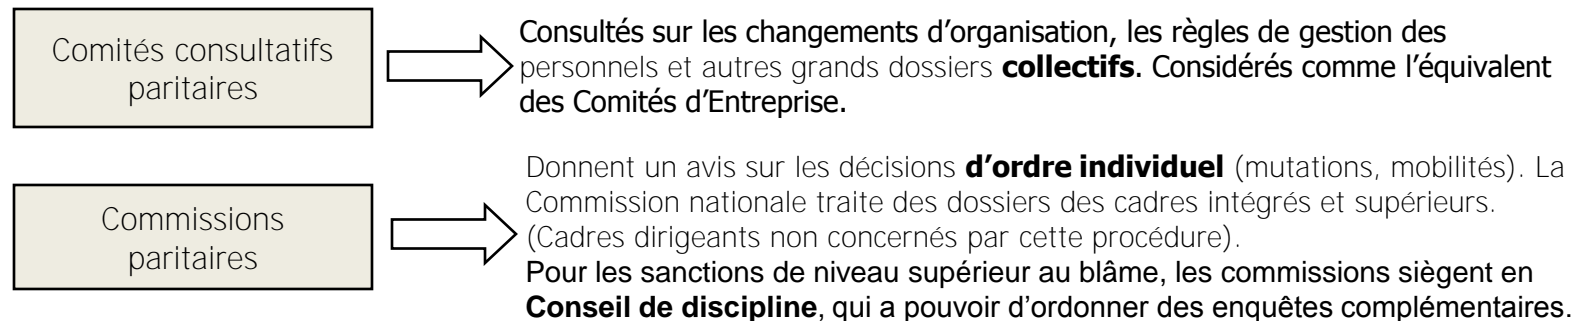 Comités consultatifs
paritaires
Consultés sur les changements d’organisation, les règles de gestion des
personnels et autres grands dossiers collectifs. Considérés comme l’équivalent
des Comités d’Entreprise.
Commissions
paritaires
Donnent un avis sur les décisions d’ordre individuel (mutations, mobilités). La
Commission nationale traite des dossiers des cadres intégrés et supérieurs.
(Cadres dirigeants non concernés par cette procédure).
Pour les sanctions de niveau supérieur au blâme, les commissions siègent en
Conseil de discipline, qui a pouvoir d’ordonner des enquêtes complémentaires.